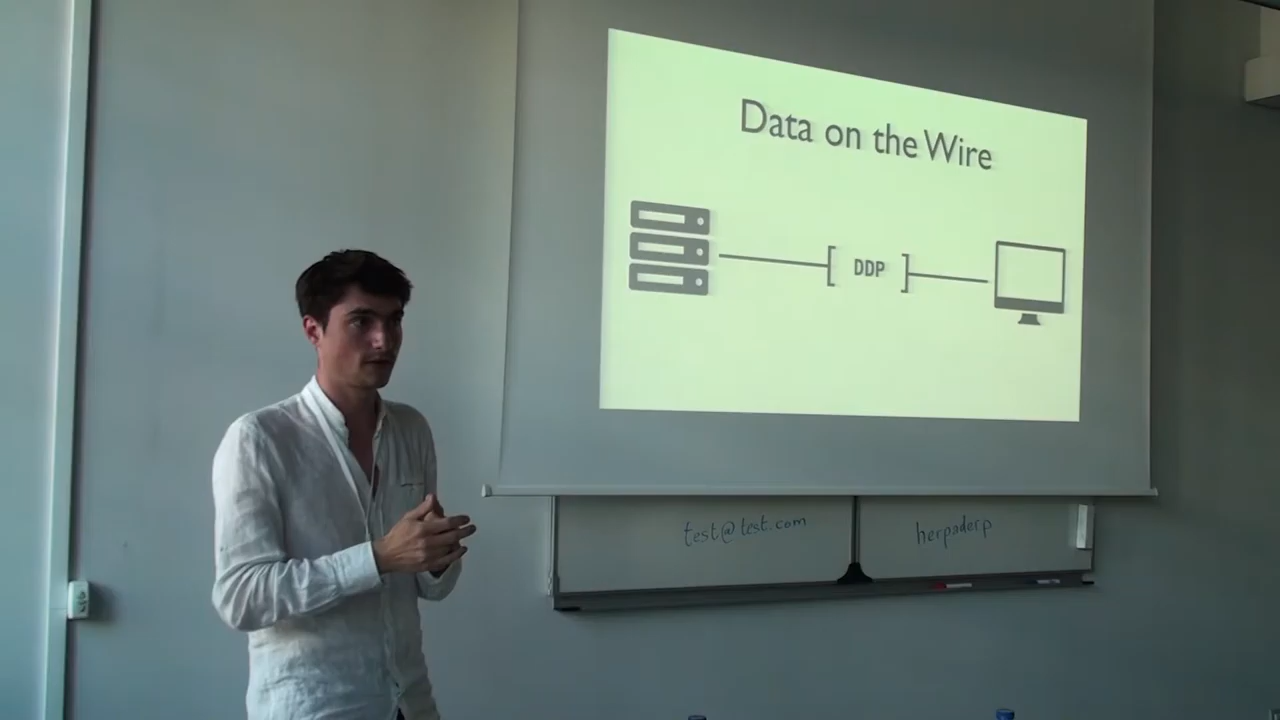 Data on the Wire
[ DDP ]
test@test.com
herpaderp